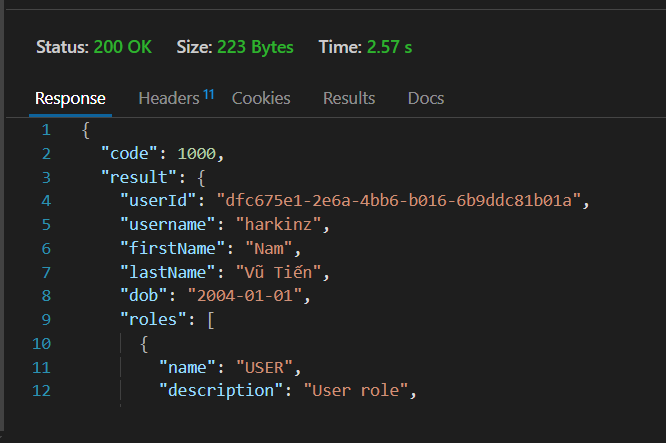 Status: 200 OK Size: 223 Bytes Time: 2.57 s
Response Headers 11 Cookies Results Docs
1 {
2 "code": 1000,
3 "result": {
4 "userId": "dfc675e1-2e6a-4bb6-b016-6b9ddc81b01a",
5 "username": "harkinz",
6 "firstName": "Nam",
7 "lastName": "Vũ Tiến",
8 "dob": "2004-01-01",
9 "roles": [
10 {
11 "name": "USER",
12 "description": "User role",